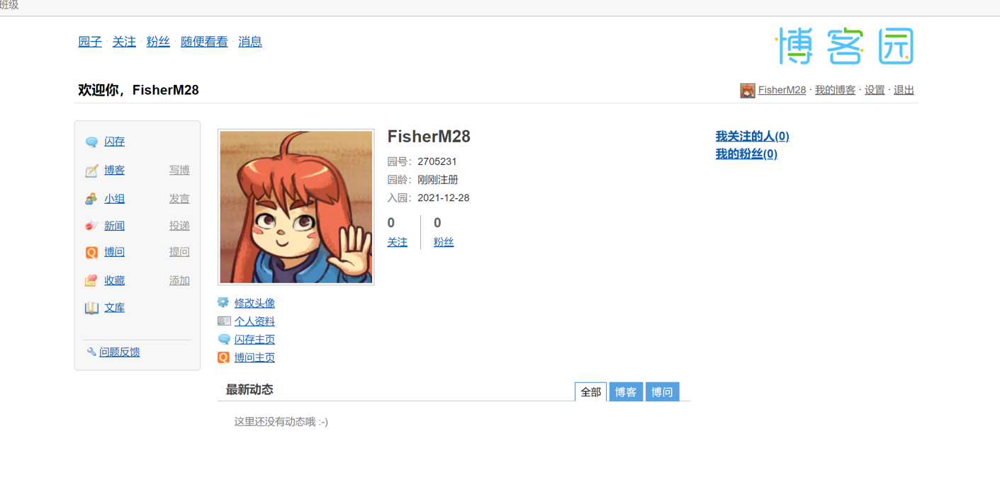 班级
园子 · 关注 · 粉丝 · 随便看看 · 消息
博客园
欢迎你，FisherM28
FisherM28 · 我的博客 · 设置 · 退出
闪存
博客 写博
小组 发言
新闻 投递
博问 提问
收藏 添加
文库
问题反馈
FisherM28
园号：2705231
园龄：刚刚注册
入园：2021-12-28
0 0
关注 粉丝
修改头像
个人资料
闪存主页
博问主页
最新动态 全部 博客 博问
这里还没有动态哦 :-)
我关注的人(0)
我的粉丝(0)